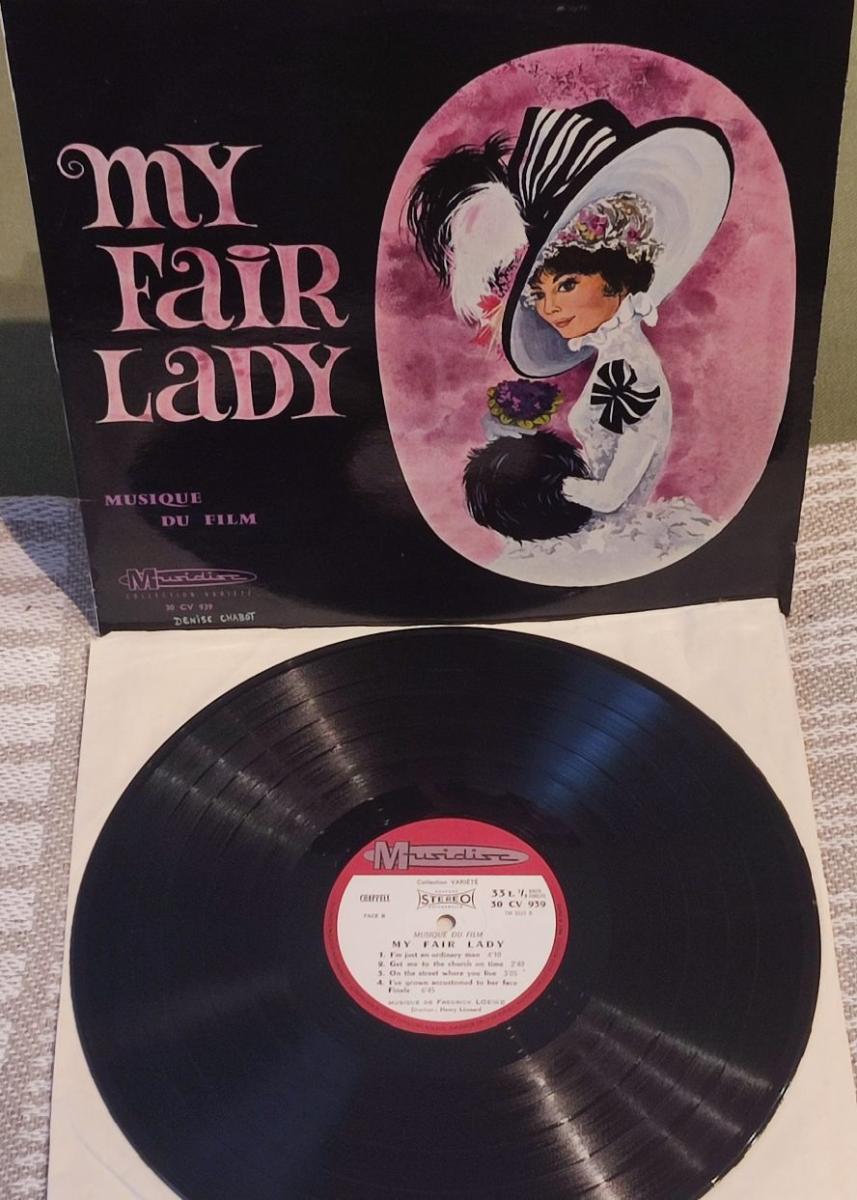 MY
FAIR
LADY
MUSIQUE
DU FILM
Musidisc
COLLECTION VARIÉTÉ
30 CV 939
DENISE CHABOT
Musidisc
Collection VARIÉTÉ
CHAPPELL
STEREO
33 t. 1/3
30 CV 939
FACE B
MUSIQUE DU FILM
MY FAIR LADY
1. I'm just an ordinary man 4'10
2. Get me to the church on time 2'40
3. On the street where you live 3'05
4. I've grown accustomed to her face
Finale 6'45
MUSIQUE DE FREDRICK LOEWE
Direction : Henry Léonard